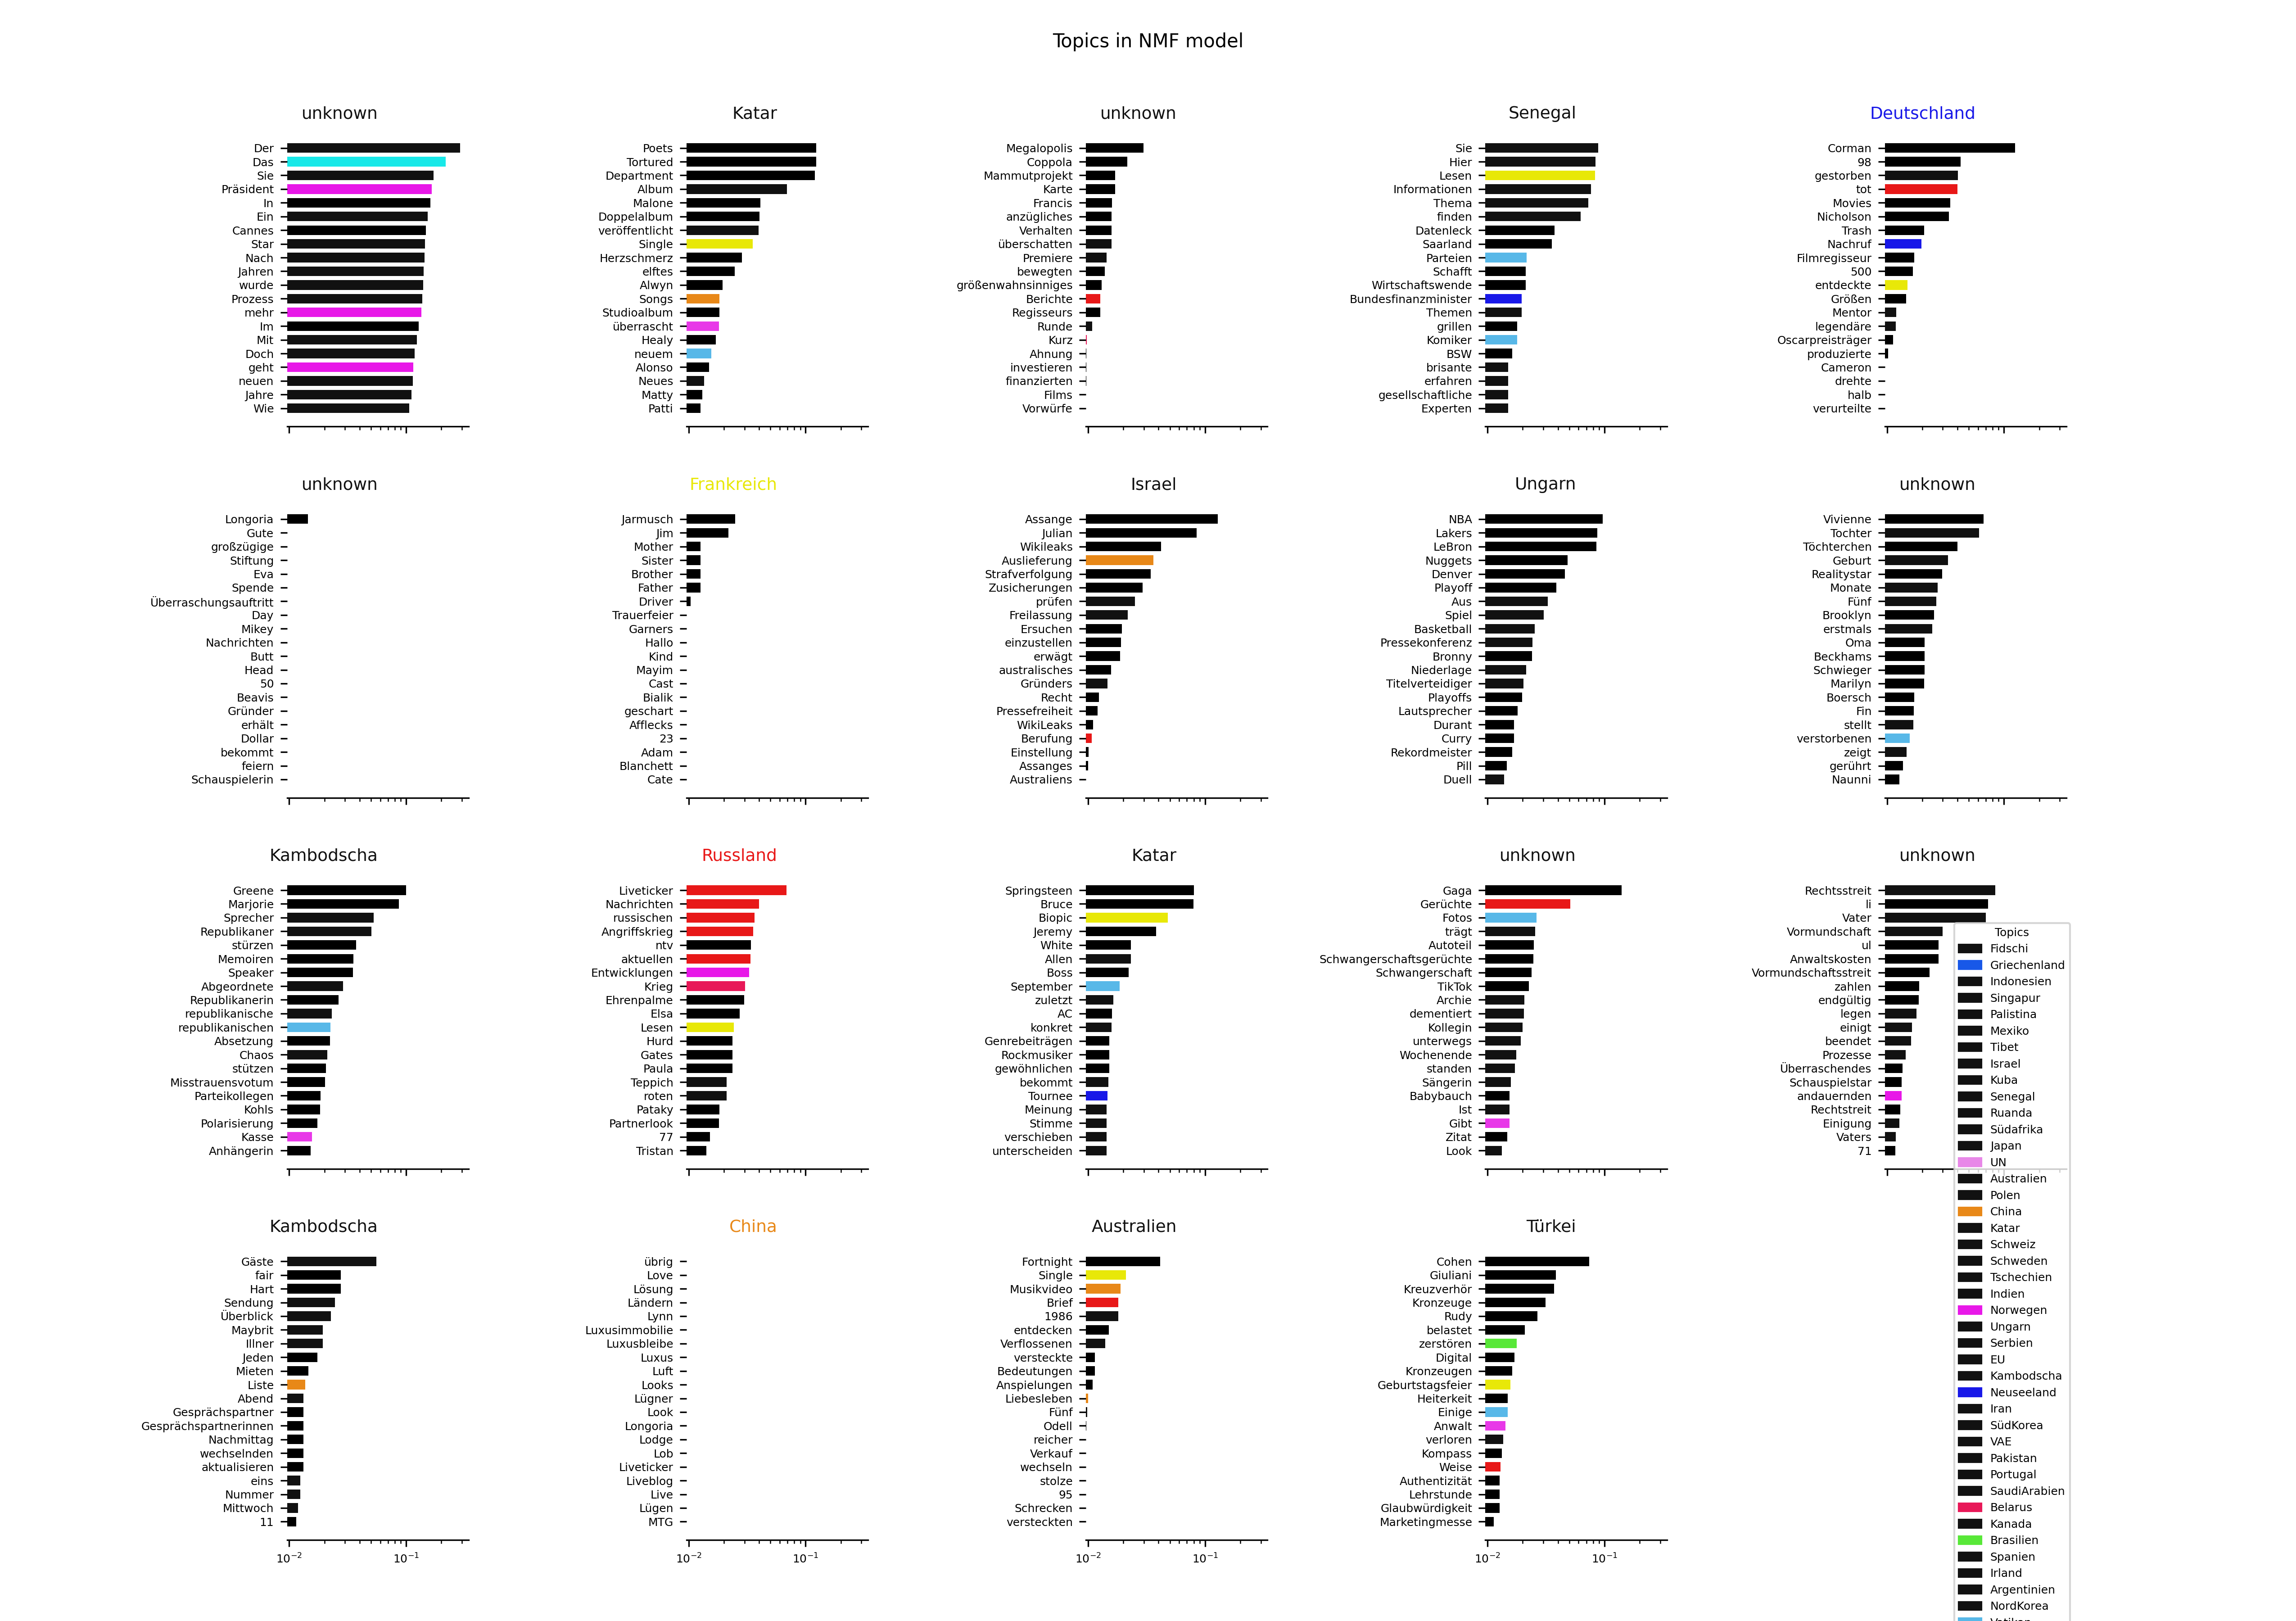 Topics in NMF model
unknown
Der
Das
Sie
Präsident
In
Ein
Cannes
Star
Nach
Jahren
wurde
Prozess
mehr
Im
Mit
Doch
geht
neuen
Jahre
Wie
Katar
Poets
Tortured
Department
Album
Malone
Doppelalbum
veröffentlicht
Single
Herzschmerz
elftes
Alwyn
Songs
Studioalbum
überrascht
Healy
neuem
Alonso
Neues
Matty
Patti
unknown
Megalopolis
Coppola
Mammutprojekt
Karte
Francis
anzügliches
Verhalten
überschatten
Premiere
bewegten
größenwahnsinniges
Berichte
Regisseurs
Runde
Kurz
Ahnung
investieren
finanzierten
Films
Vorwürfe
Senegal
Sie
Hier
Lesen
Informationen
Thema
finden
Datenleck
Saarland
Parteien
Schafft
Wirtschaftswende
Bundesfinanzminister
Themen
grillen
Komiker
BSW
brisante
erfahren
gesellschaftliche
Experten
Deutschland
Corman
98
gestorben
tot
Movies
Nicholson
Trash
Nachruf
Filmregisseur
500
entdeckte
Größen
Mentor
legendäre
Oscarpreisträger
produzierte
Cameron
drehte
halb
verurteilte
unknown
Longoria
Gute
großzügige
Stiftung
Eva
Spende
Überraschungsauftritt
Day
Mikey
Nachrichten
Butt
Head
50
Beavis
Gründer
erhält
Dollar
bekommt
feiern
Schauspielerin
Frankreich
Jarmusch
Jim
Mother
Sister
Brother
Father
Driver
Trauerfeier
Garners
Hallo
Kind
Mayim
Cast
Bialik
geschart
Afflecks
23
Adam
Blanchett
Cate
Israel
Assange
Julian
Wikileaks
Auslieferung
Strafverfolgung
Zusicherungen
prüfen
Freilassung
Ersuchen
einzustellen
erwägt
australisches
Gründers
Recht
Pressefreiheit
WikiLeaks
Berufung
Einstellung
Assanges
Australiens
Ungarn
NBA
Lakers
LeBron
Nuggets
Denver
Playoff
Aus
Spiel
Basketball
Pressekonferenz
Bronny
Niederlage
Titelverteidiger
Playoffs
Lautsprecher
Durant
Curry
Rekordmeister
Pill
Duell
unknown
Vivienne
Tochter
Töchterchen
Geburt
Realitystar
Monate
Fünf
Brooklyn
erstmals
Oma
Beckhams
Schwieger
Marilyn
Boersch
Fin
stellt
verstorbenen
zeigt
gerührt
Naunni
Kambodscha
Greene
Marjorie
Sprecher
Republikaner
stürzen
Memoiren
Speaker
Abgeordnete
Republikanerin
republikanische
republikanischen
Absetzung
Chaos
stützen
Misstrauensvotum
Parteikollegen
Kohls
Polarisierung
Kasse
Anhängerin
Russland
Liveticker
Nachrichten
russischen
Angriffskrieg
ntv
aktuellen
Entwicklungen
Krieg
Ehrenpalme
Elsa
Lesen
Hurd
Gates
Paula
Teppich
roten
Pataky
Partnerlook
77
Tristan
Katar
Springsteen
Bruce
Biopic
Jeremy
White
Allen
Boss
September
zuletzt
AC
konkret
Genrebeiträgen
Rockmusiker
gewöhnlichen
bekommt
Tournee
Meinung
Stimme
verschieben
unterscheiden
unknown
Gaga
Gerüchte
Fotos
trägt
Autoteil
Schwangerschaftsgerüchte
Schwangerschaft
TikTok
Archie
dementiert
Kollegin
unterwegs
Wochenende
standen
Sängerin
Babybauch
Ist
Gibt
Zitat
Look
unknown
Rechtsstreit
li
Vater
Vormundschaft
ul
Anwaltskosten
Vormundschaftsstreit
zahlen
endgültig
legen
einigt
beendet
Prozesse
Überraschendes
Schauspielstar
andauernden
Rechtstreit
Einigung
Vaters
71
Kambodscha
Gäste
fair
Hart
Sendung
Überblick
Maybrit
Illner
Jeden
Mieten
Liste
Abend
Gesprächspartner
Gesprächspartnerinnen
Nachmittag
wechselnden
aktualisieren
eins
Nummer
Mittwoch
11
10⁻² 10⁻¹
China
übrig
Love
Lösung
Ländern
Lynn
Luxusimmobilie
Luxusbleibe
Luxus
Luft
Looks
Lügner
Look
Longoria
Lodge
Lob
Liveticker
Liveblog
Live
Lügen
MTG
10⁻² 10⁻¹
Australien
Fortnight
Single
Musikvideo
Brief
1986
entdecken
Verflossenen
versteckte
Bedeutungen
Anspielungen
Liebesleben
Fünf
Odell
reicher
Verkauf
wechseln
stolze
95
Schrecken
versteckten
10⁻² 10⁻¹
Türkei
Cohen
Giuliani
Kreuzverhör
Kronzeuge
Rudy
belastet
zerstören
Digital
Kronzeugen
Geburtstagsfeier
Heiterkeit
Einige
Anwalt
verloren
Kompass
Weise
Authentizität
Lehrstunde
Glaubwürdigkeit
Marketingmesse
10⁻² 10⁻¹
Topics
Fidschi
Griechenland
Indonesien
Singapur
Palistina
Mexiko
Tibet
Israel
Kuba
Senegal
Ruanda
Südafrika
Japan
UN
Australien
Polen
China
Katar
Schweiz
Schweden
Tschechien
Indien
Norwegen
Ungarn
Serbien
EU
Kambodscha
Neuseeland
Iran
SüdKorea
VAE
Pakistan
Portugal
SaudiArabien
Belarus
Kanada
Brasilien
Spanien
Irland
Argentinien
NordKorea